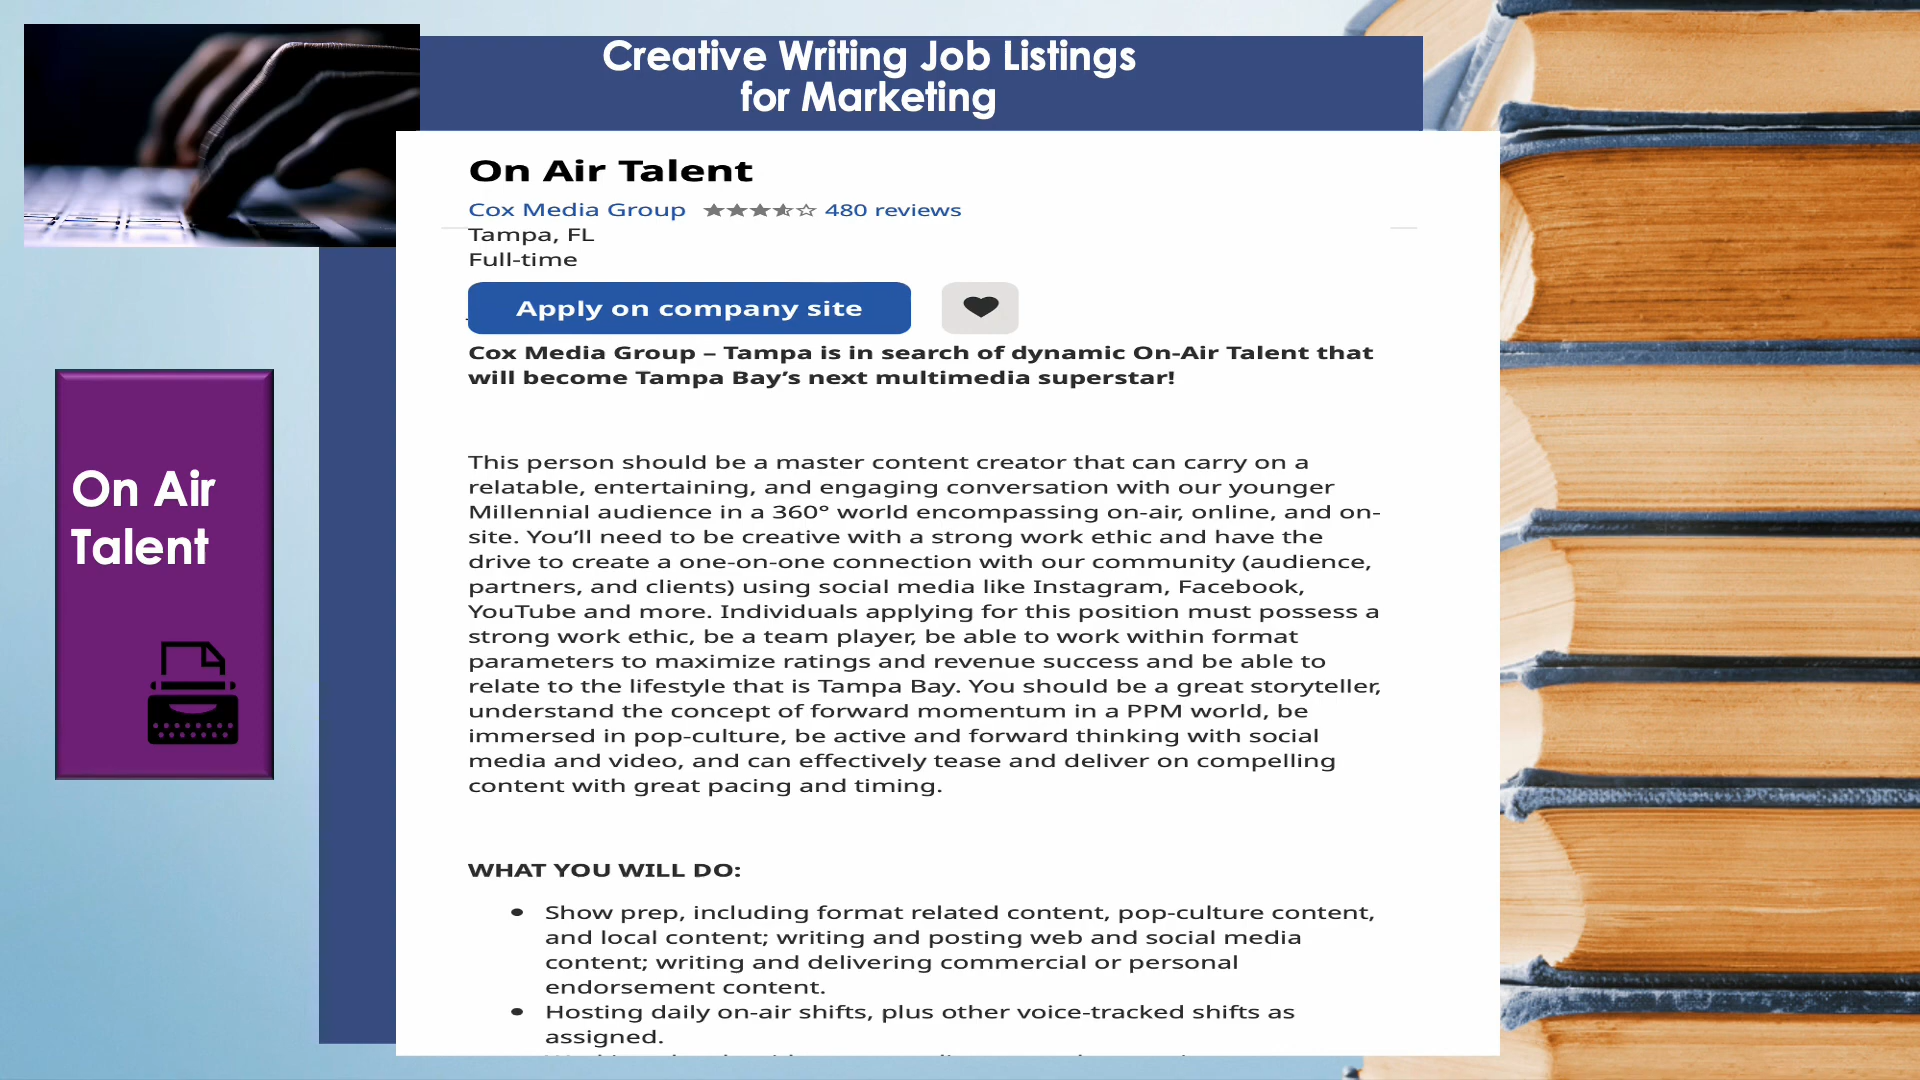 Creative Writing Job Listings
for Marketing
On Air Talent
Cox Media Group 480 reviews
Tampa, FL
Full-time
Apply on company site
Cox Media Group – Tampa is in search of dynamic On-Air Talent that
will become Tampa Bay’s next multimedia superstar!
This person should be a master content creator that can carry on a
relatable, entertaining, and engaging conversation with our younger
Millennial audience in a 360° world encompassing on-air, online, and on-
site. You’ll need to be creative with a strong work ethic and have the
drive to create a one-on-one connection with our community (audience,
partners, and clients) using social media like Instagram, Facebook,
YouTube and more. Individuals applying for this position must possess a
strong work ethic, be a team player, be able to work within format
parameters to maximize ratings and revenue success and be able to
relate to the lifestyle that is Tampa Bay. You should be a great storyteller,
understand the concept of forward momentum in a PPM world, be
immersed in pop-culture, be active and forward thinking with social
media and video, and can effectively tease and deliver on compelling
content with great pacing and timing.
WHAT YOU WILL DO:
• Show prep, including format related content, pop-culture content,
and local content; writing and posting web and social media
content; writing and delivering commercial or personal
endorsement content.
• Hosting daily on-air shifts, plus other voice-tracked shifts as
assigned.
On Air
Talent